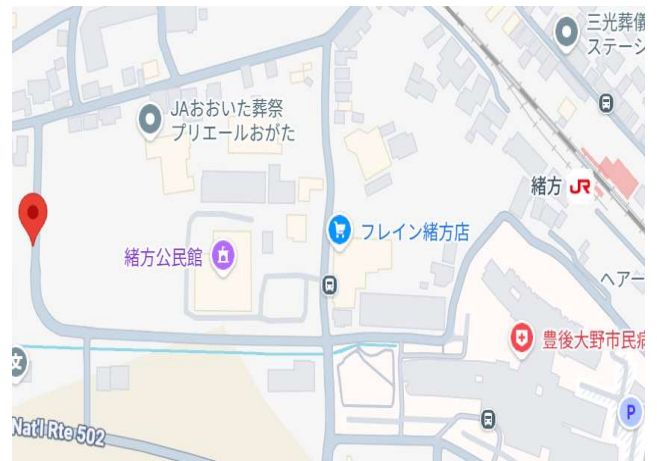 三光葬儀
ステーシ
JAおおいた葬祭
プリエールおがた
緒方
JR
フレイン緒方店
緒方公民館
ヘアー
豊後大野市民病
文
P
Nat'l Rte 502